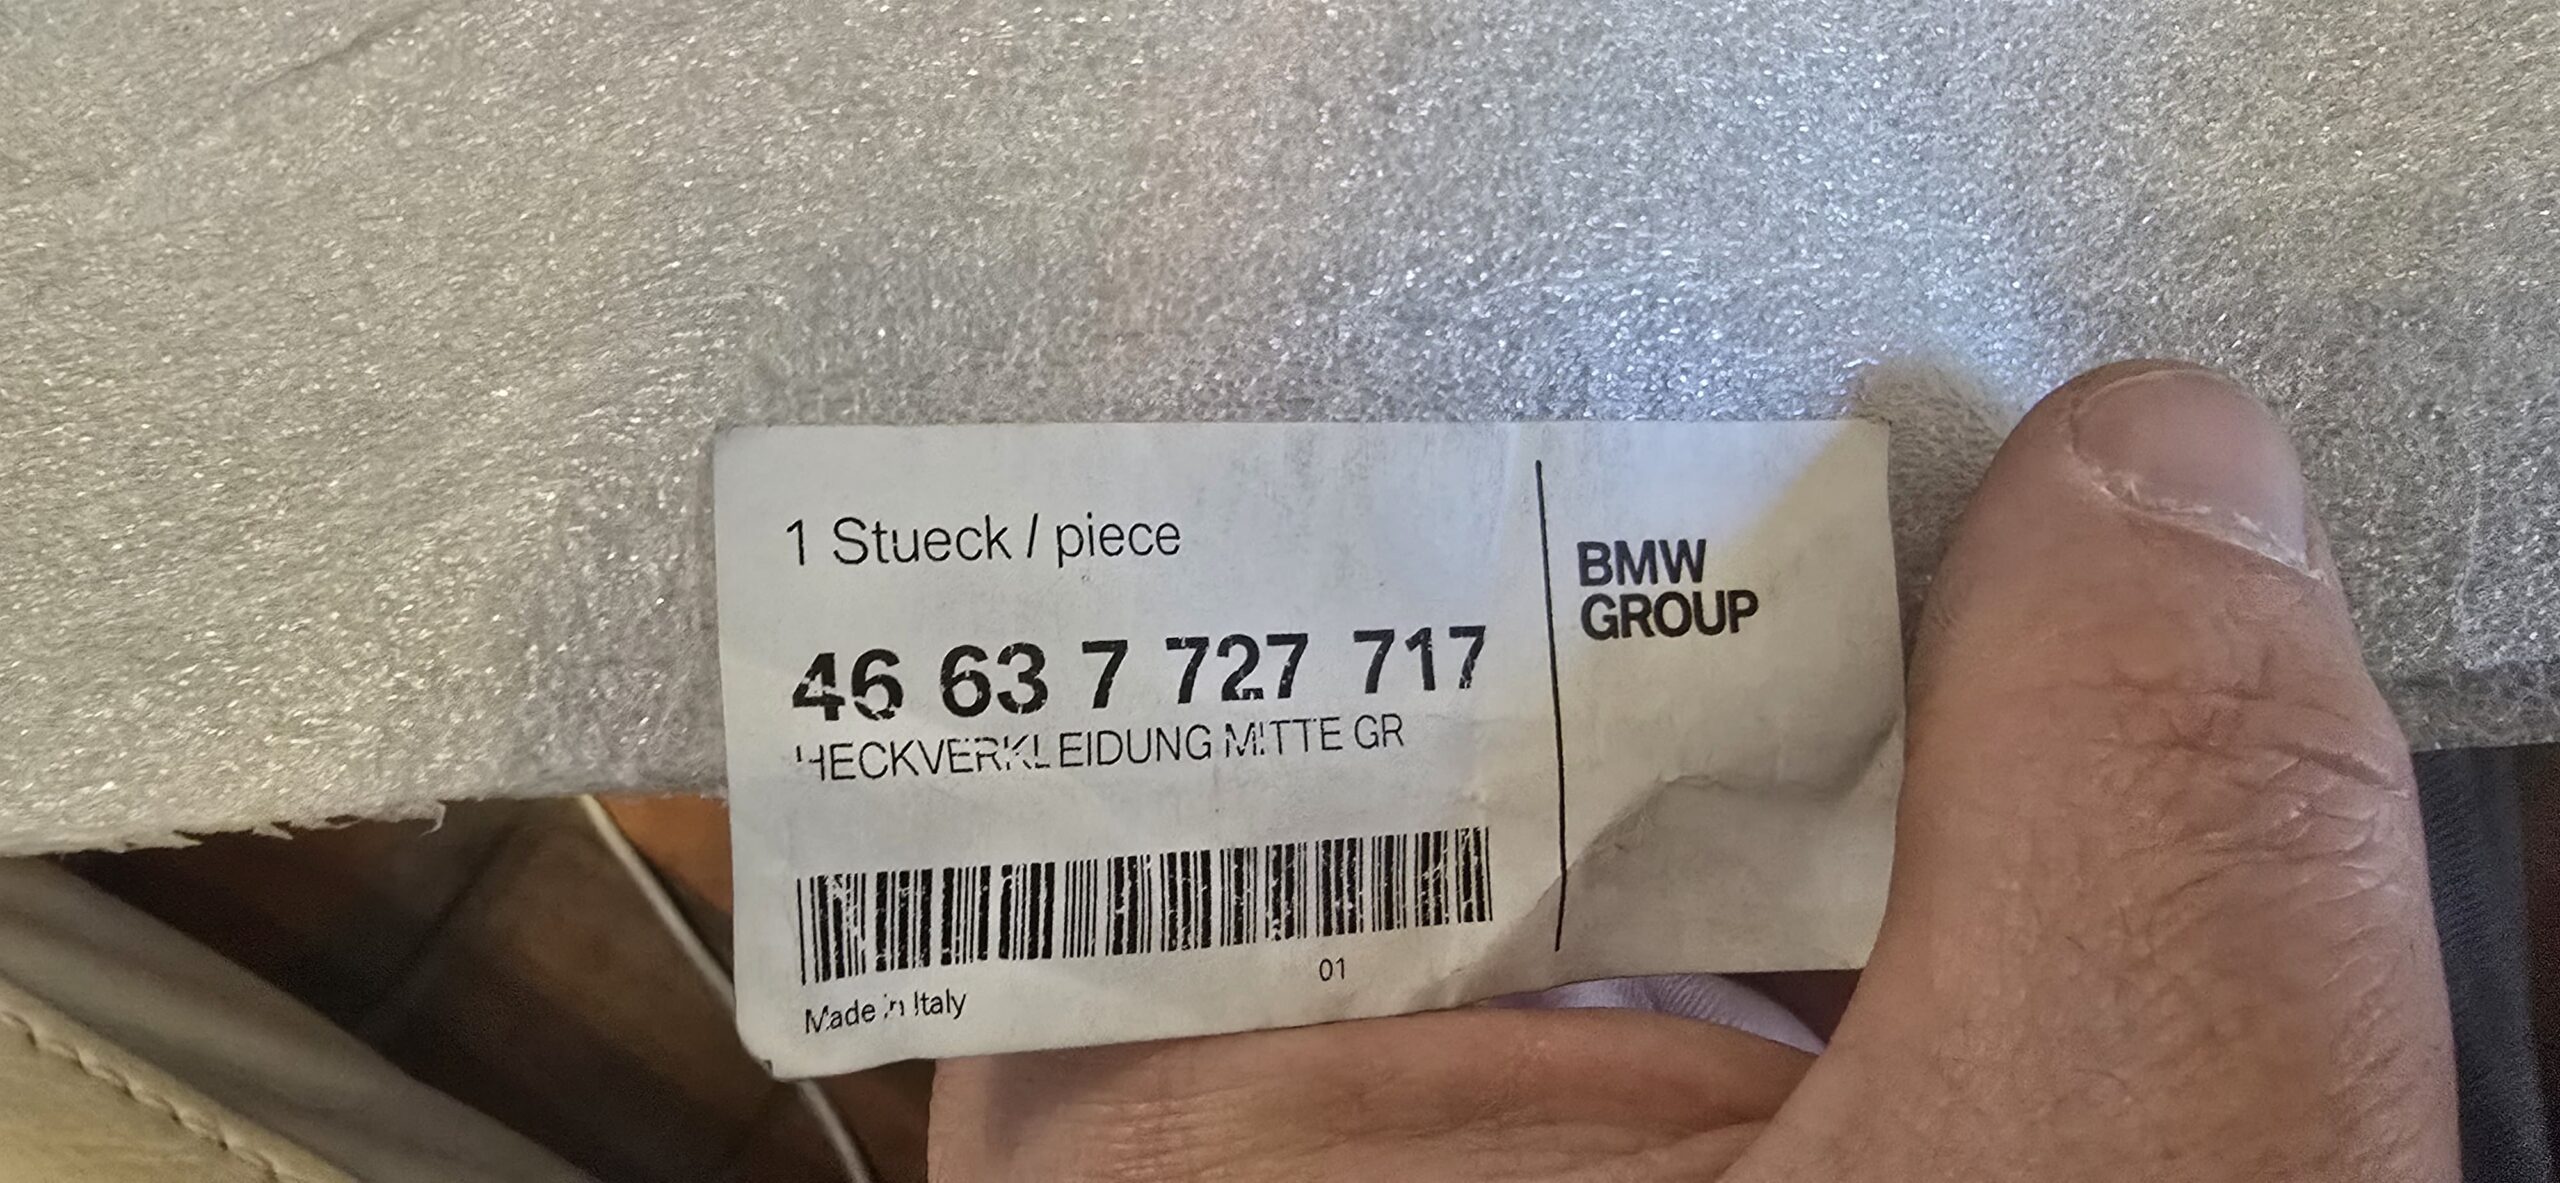 1 Stueck / piece
46 63 7 727 717
HECKVERKLEIDUNG MITTE GR
01
Made in Italy
BMW
GROUP